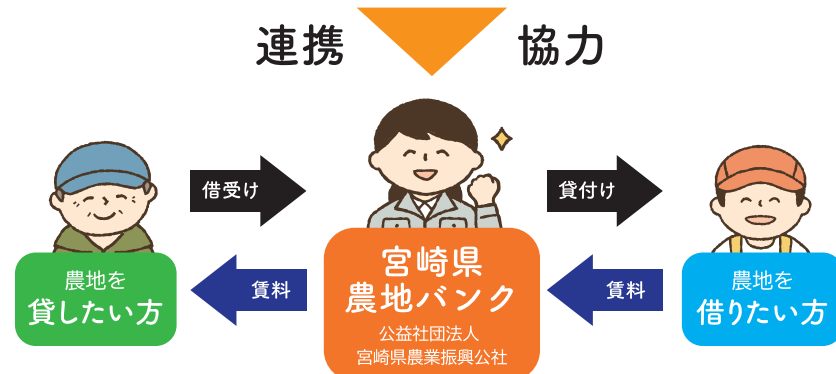 連携 協力
借受け
貸付け
農地を
貸したい方
賃料
宮崎県
農地バンク
公益社団法人
宮崎県農業振興公社
賃料
農地を
借りたい方